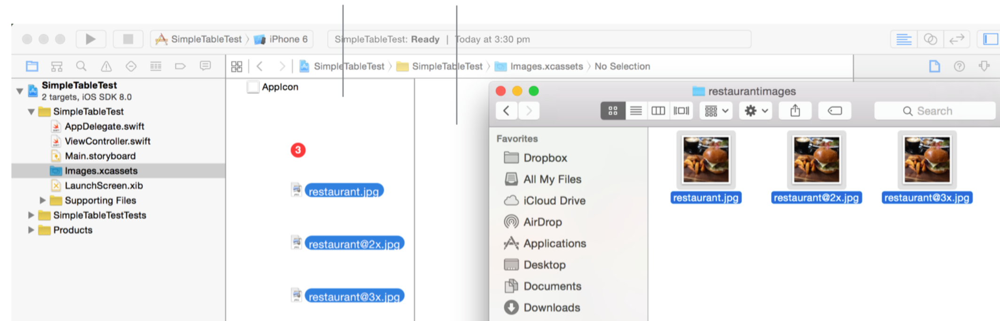 SimpleTableTest 〉 iPhone 6
SimpleTableTest: Ready | Today at 3:30 pm
SimpleTableTest 〉 SimpleTableTest 〉 Images.xcassets 〉 No Selection
SimpleTableTest
2 targets, iOS SDK 8.0
SimpleTableTest
AppDelegate.swift
ViewController.swift
Main.storyboard
Images.xcassets
LaunchScreen.xib
Supporting Files
SimpleTableTestTests
Products
AppIcon
3
restaurant.jpg
restaurant@2x.jpg
restaurant@3x.jpg
restaurantimages
Search
Favorites
Dropbox
All My Files
iCloud Drive
AirDrop
Applications
Desktop
Documents
Downloads
restaurant.jpg
restaurant@2x.jpg
restaurant@3x.jpg